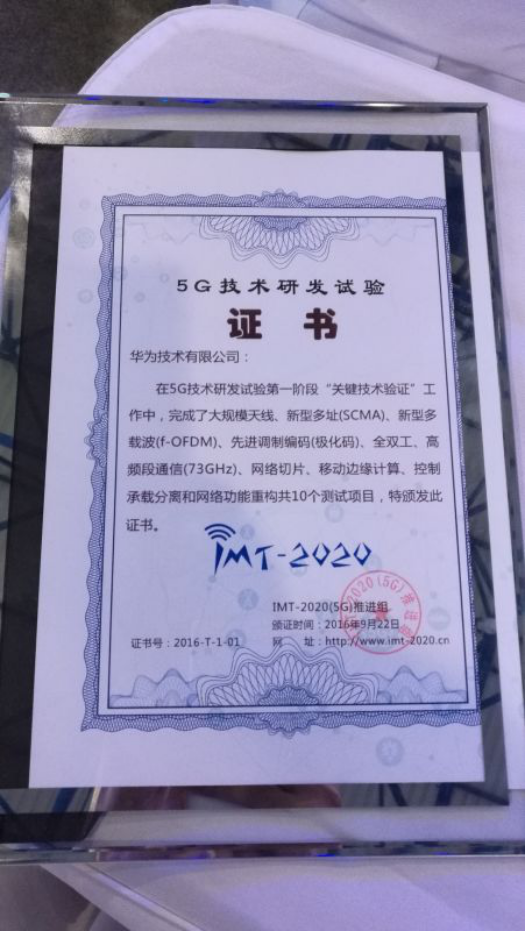 5G技术研发试验
证 书
华为技术有限公司：
在5G技术研发试验第一阶段“关键技术验证”工
作中，完成了大规模天线、新型多址(SCMA)、新型多
载波(f-OFDM)、先进调制编码(极化码)、全双工、高
频段通信(73GHz)、网络切片、移动边缘计算、控制
承载分离和网络功能重构共10个测试项目，特颁发此
证书。
IMT-2020
IMT-2020(5G)推进组
颁证时间：2016年9月22日
证书号：2016-T-1-01
网 址：http://www.imt-2020.cn
2020(5G)推进